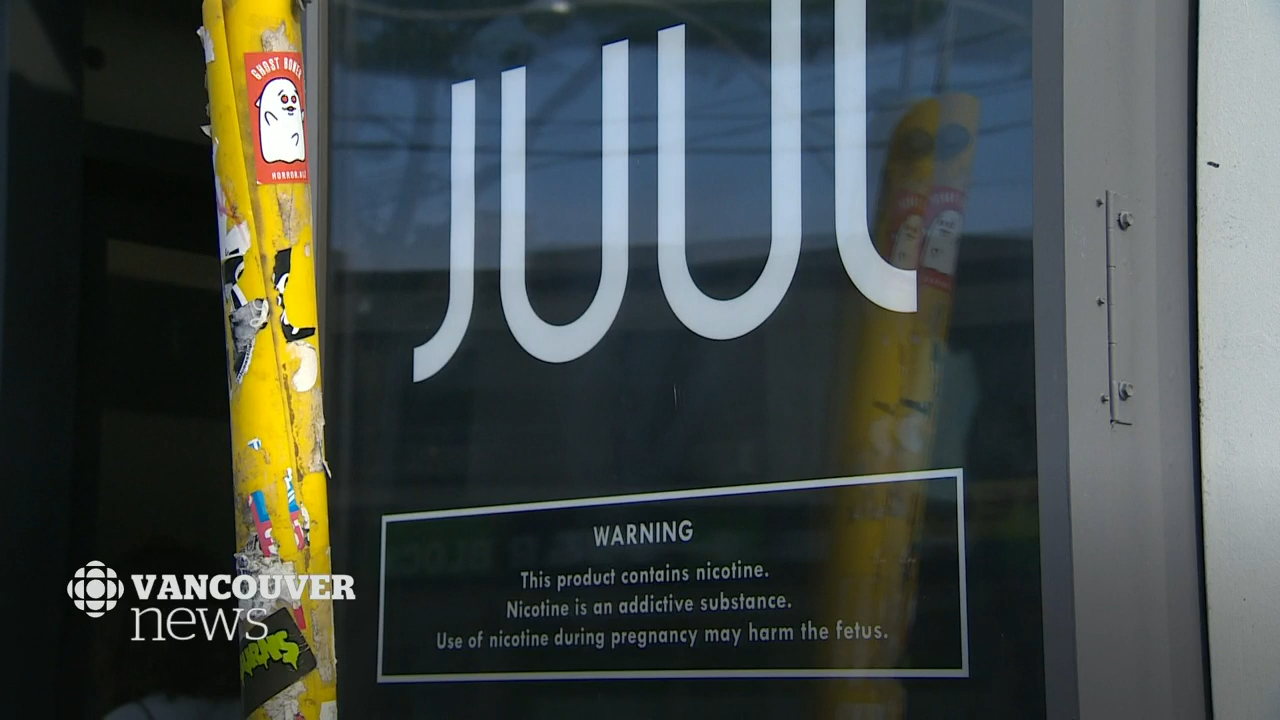 GHOST
HORROR
JUUL
WARNING
This product contains nicotine.
Nicotine is an addictive substance.
Use of nicotine during pregnancy may harm the fetus.
VANCOUVER
news